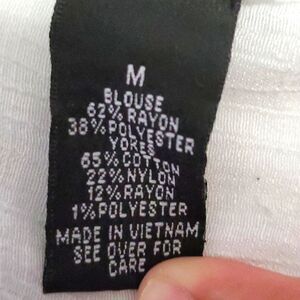 M
BLOUSE
62% RAYON
38% POLYESTER
YOKES
65% COTTON
22% NYLON
12% RAYON
1% POLYESTER
MADE IN VIETNAM
SEE OVER FOR
CARE